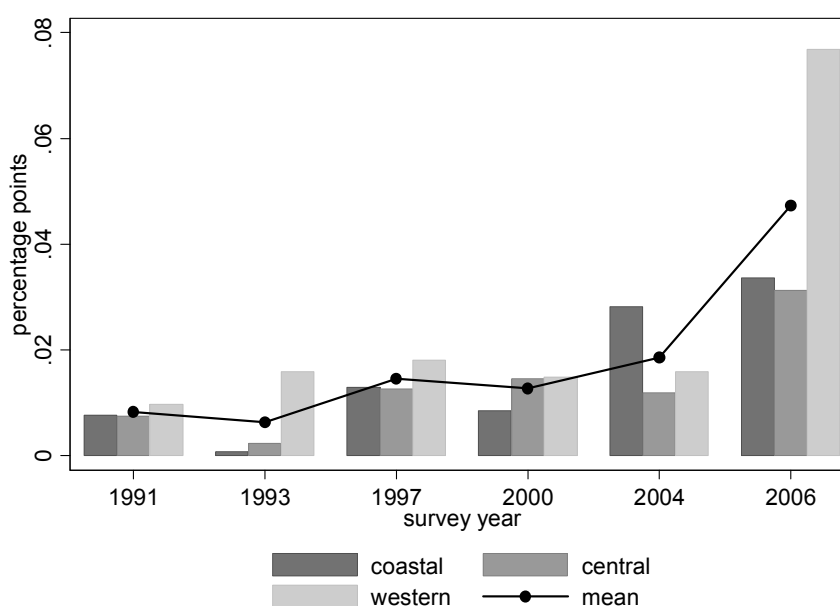 .08
.06
.04
.02
0
percentage points
1991 1993 1997 2000 2004 2006
survey year
coastal central
western mean